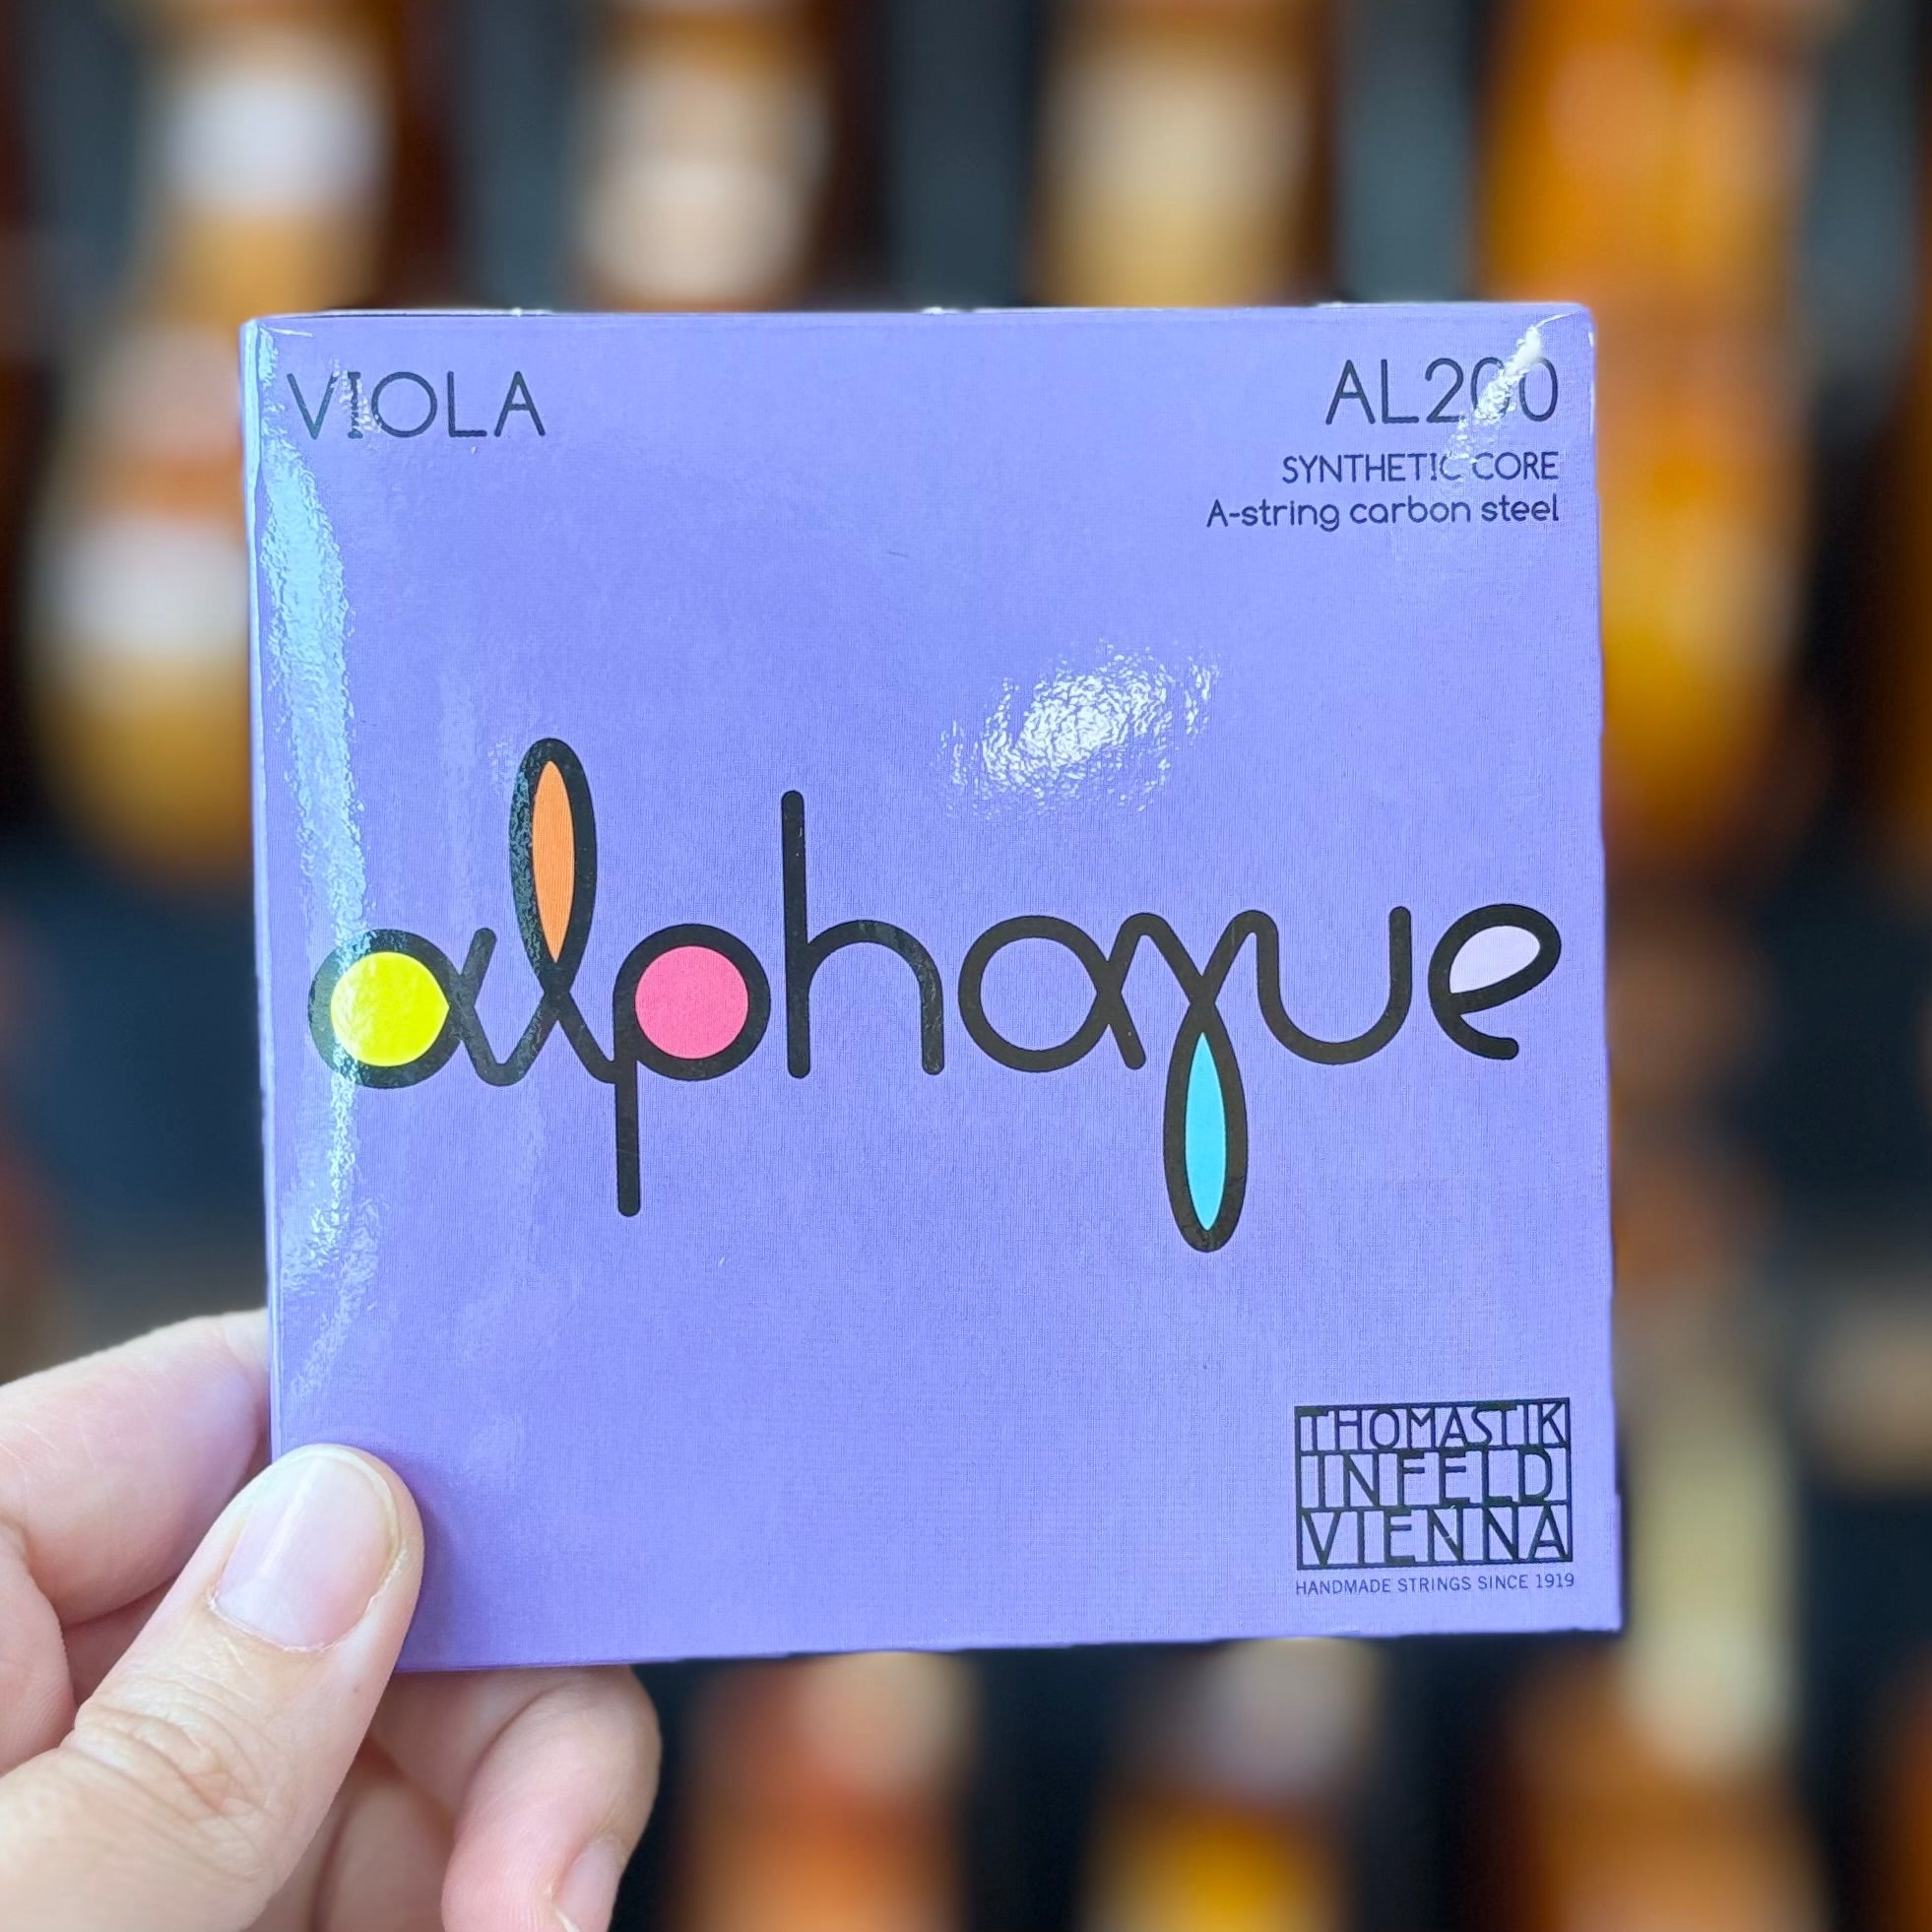 VIOLA
AL200
SYNTHETIC CORE
A-string carbon steel
alphayue
THOMASTIK
INFELD
VIENNA
HANDMADE STRINGS SINCE 1919